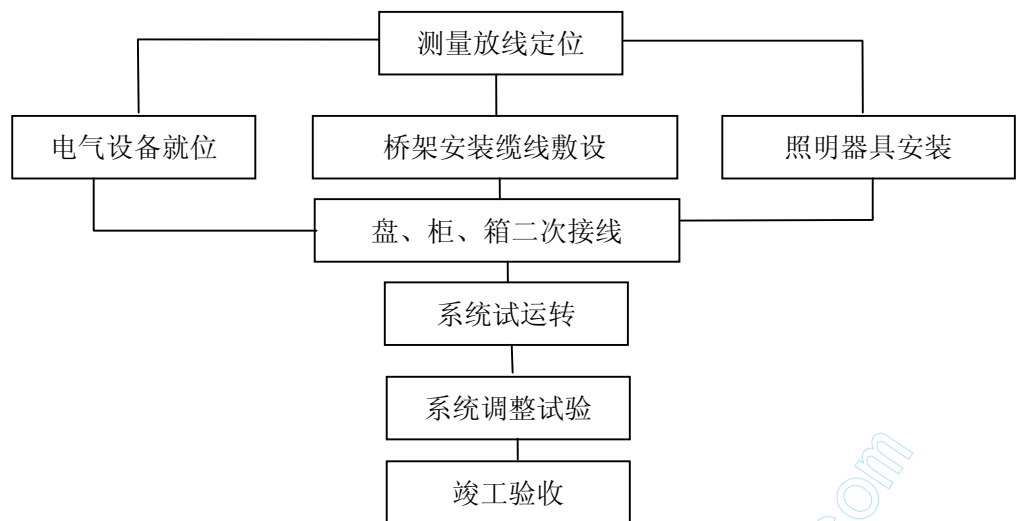 测量放线定位
电气设备就位
桥架安装缆线敷设
照明器具安装
盘、柜、箱二次接线
系统试运转
系统调整试验
竣工验收
com